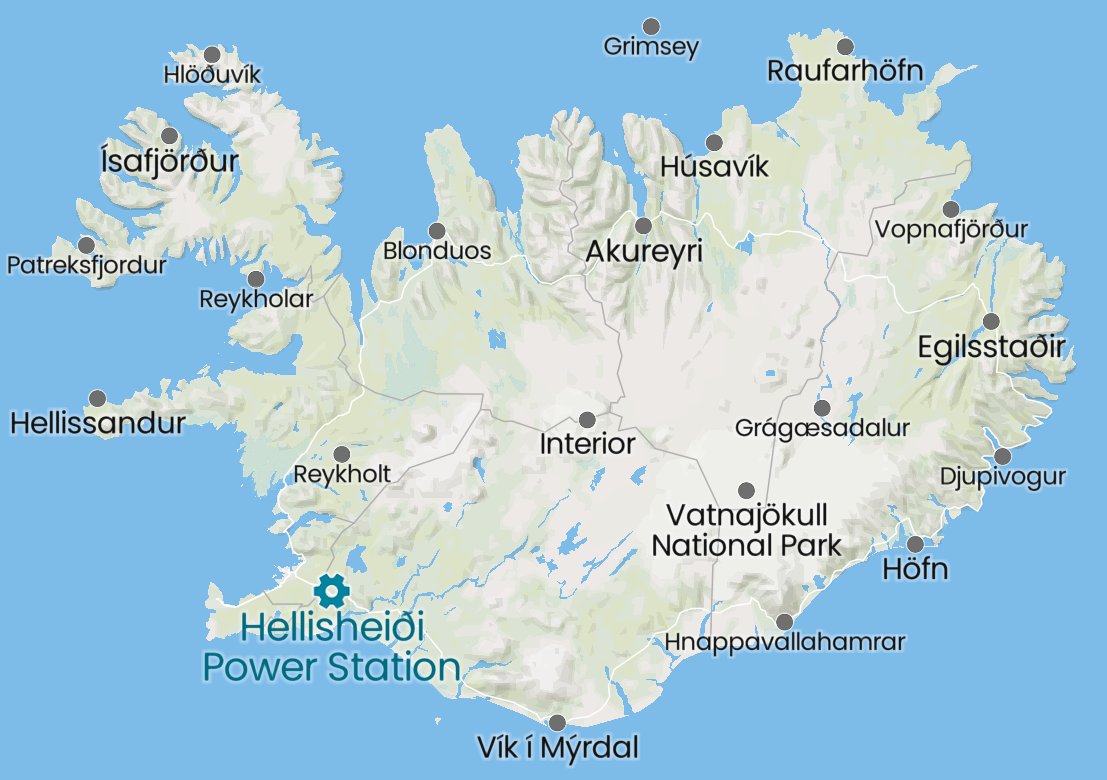 Grimsey
Raufarhöfn
Hlöðuvík
Ísafjörður
Húsavík
Vopnafjörður
Blonduos
Akureyri
Patreksfjordur
Reykholar
Egilsstaðir
Hellissandur
Grágæsadalur
Interior
Reykholt
Djupivogur
Vatnajökull
National Park
Höfn
Hellisheiði
Power Station
Hnappavallahamrar
Vík í Mýrdal